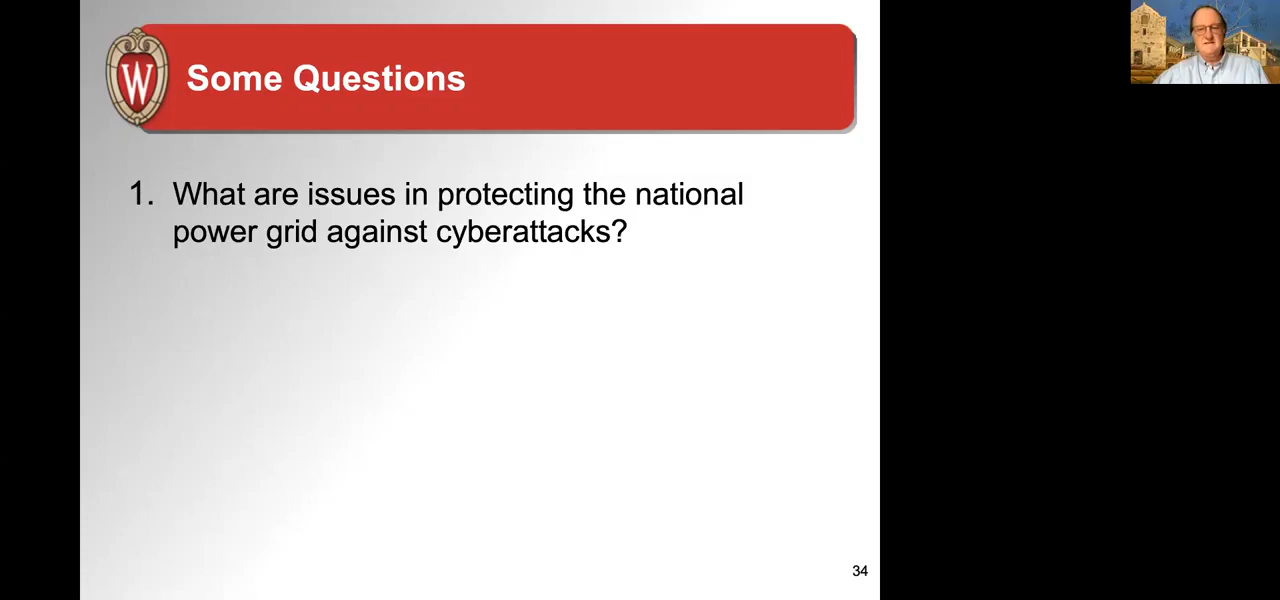 W
Some Questions
1. What are issues in protecting the national
power grid against cyberattacks?
34